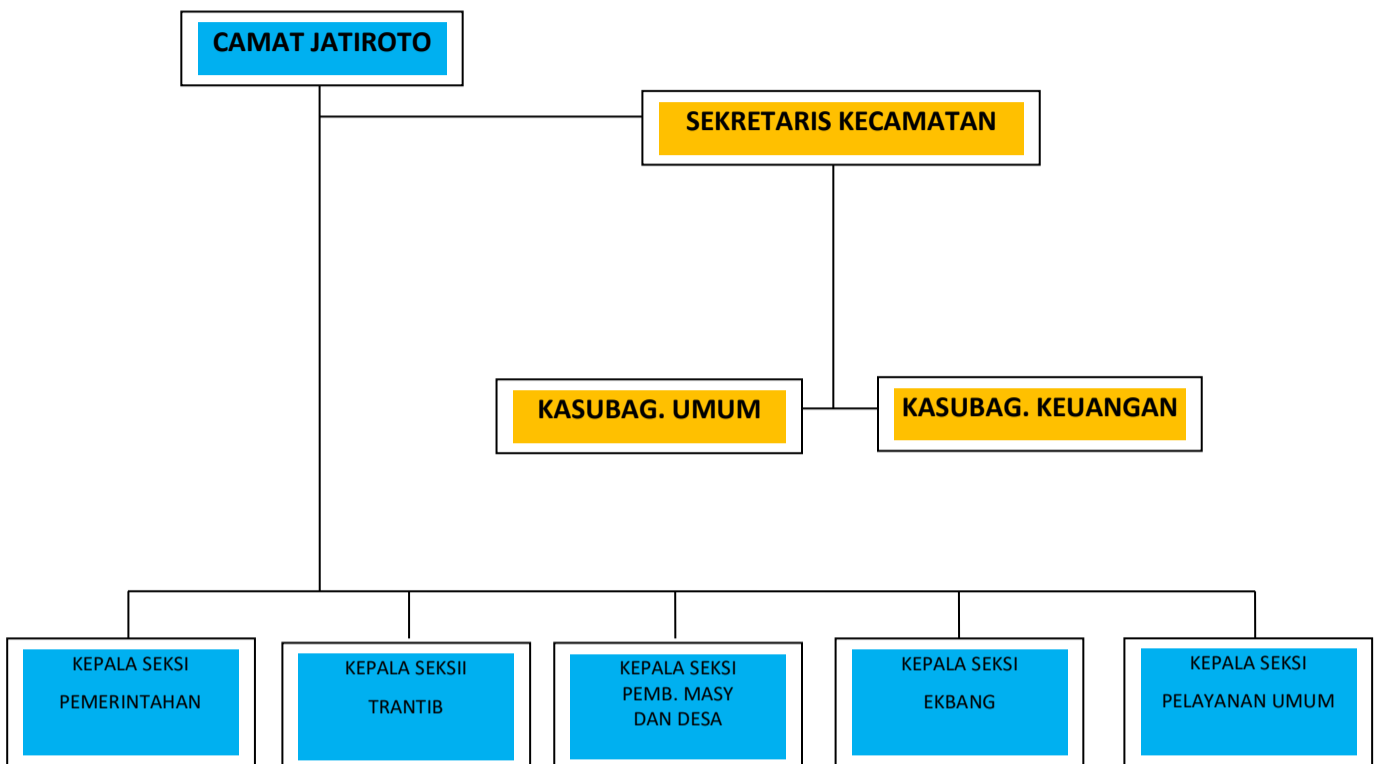 CAMAT JATIROTO
SEKRETARIS KECAMATAN
KASUBAG. UMUM
KASUBAG. KEUANGAN
KEPALA SEKSI
PEMERINTAHAN
KEPALA SEKSII
TRANTIB
KEPALA SEKSI
PEMB. MASY
DAN DESA
KEPALA SEKSI
EKBANG
KEPALA SEKSI
PELAYANAN UMUM